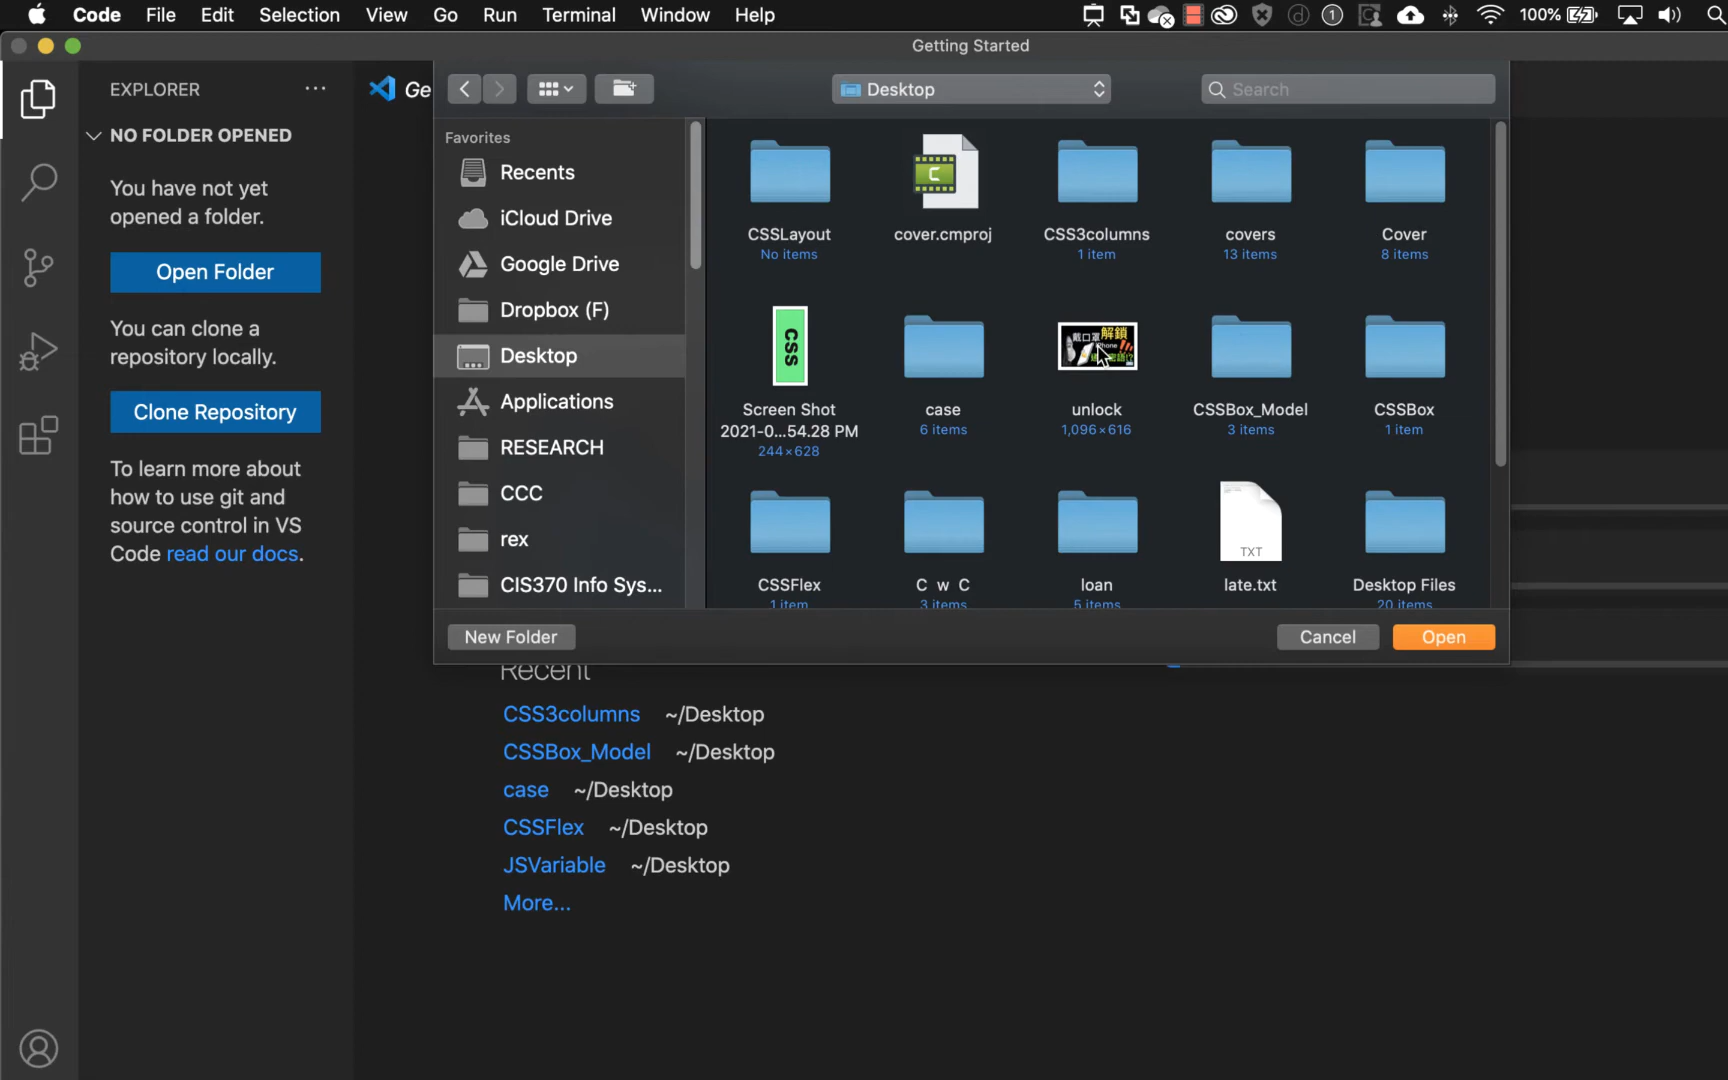 Code File Edit Selection View Go Run Terminal Window Help 100%
Getting Started
EXPLORER
NO FOLDER OPENED
You have not yet
opened a folder.
Open Folder
You can clone a
repository locally.
Clone Repository
To learn more about
how to use git and
source control in VS
Code read our docs.
Ge
Desktop
Search
Favorites
Recents
iCloud Drive
Google Drive
Dropbox (F)
Desktop
Applications
RESEARCH
CCC
rex
CIS370 Info Sys...
CSSLayout
No items
cover.cmproj
CSS3columns
1 item
covers
13 items
Cover
8 items
CSS
Screen Shot
2021-0...54.28 PM
244×628
case
6 items
戴口罩解鎖
iPhone
unlock
1,096×616
CSSBox_Model
3 items
CSSBox
1 item
CSSFlex
1 item
C w C
3 items
loan
5 items
TXT
late.txt
Desktop Files
20 items
New Folder
Cancel
Open
Recent
CSS3columns ~/Desktop
CSSBox_Model ~/Desktop
case ~/Desktop
CSSFlex ~/Desktop
JSVariable ~/Desktop
More...